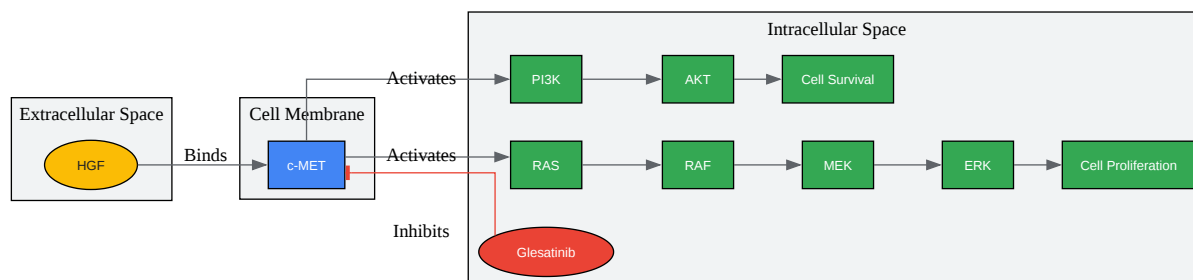 Intracellular Space
Activates
PI3K
AKT
Cell Survival
Extracellular Space
Cell Membrane
HGF
Binds
c-MET
Activates
RAS
RAF
MEK
ERK
Cell Proliferation
Inhibits
Glesatinib